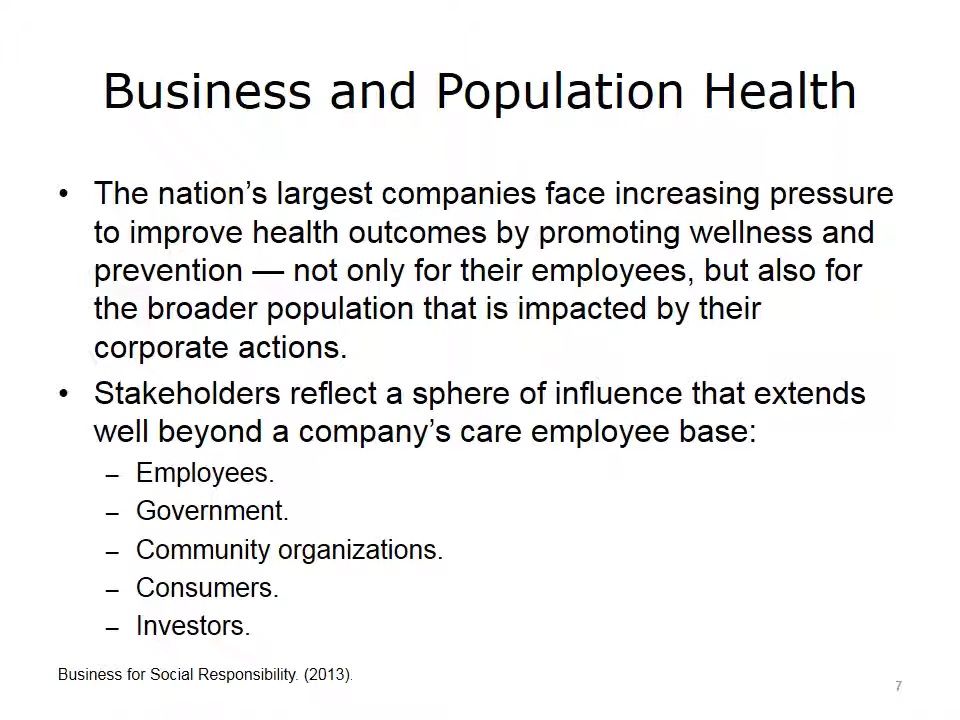 Business and Population Health
• The nation’s largest companies face increasing pressure
to improve health outcomes by promoting wellness and
prevention — not only for their employees, but also for
the broader population that is impacted by their
corporate actions.
• Stakeholders reflect a sphere of influence that extends
well beyond a company’s care employee base:
– Employees.
– Government.
– Community organizations.
– Consumers.
– Investors.
Business for Social Responsibility. (2013).
7